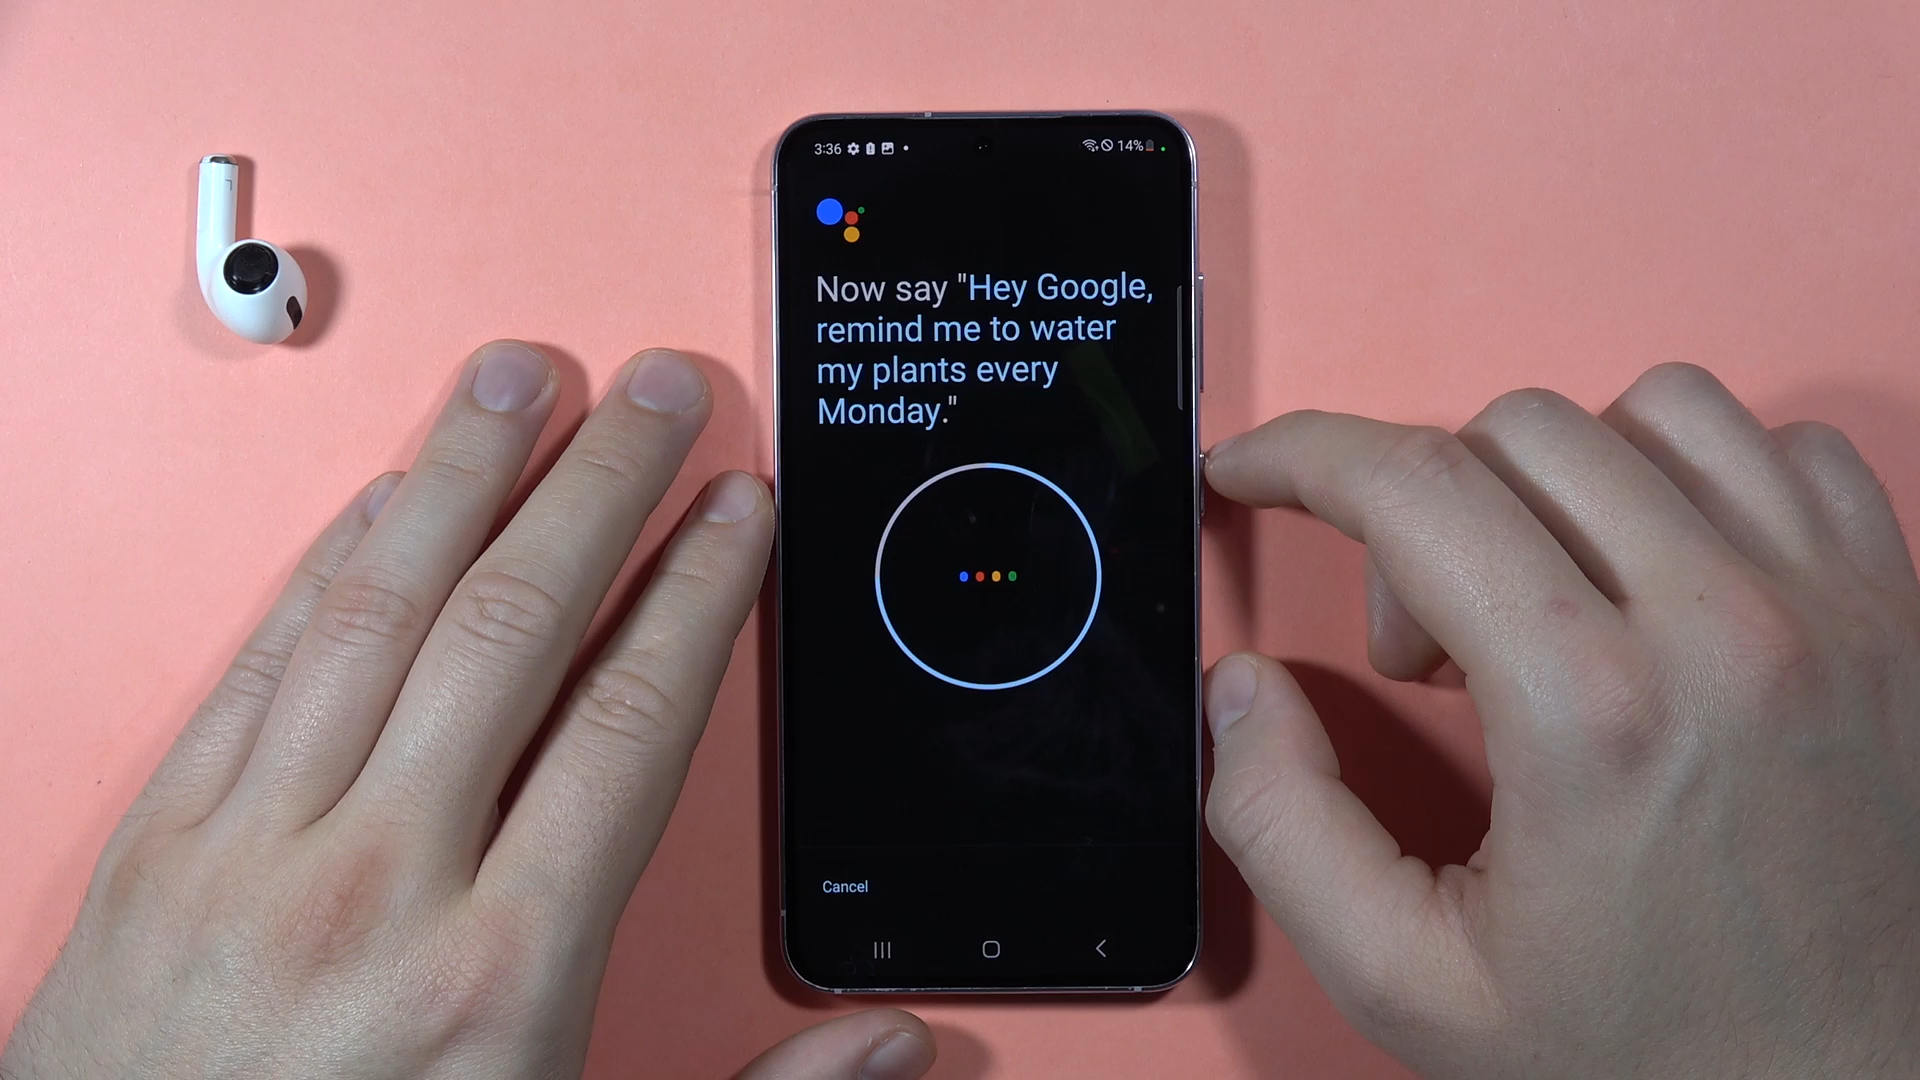 3:36 14%
Now say "Hey Google,
remind me to water
my plants every
Monday."
Cancel
L